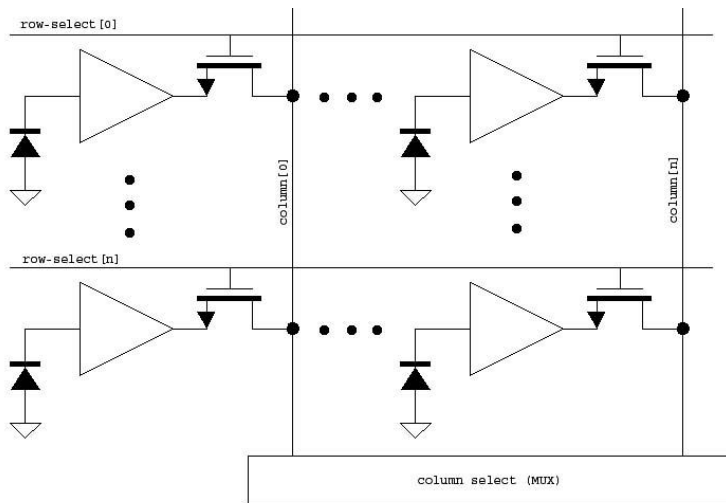 row-select[0]
column[0]
column[n]
row-select[n]
column select (MUX)